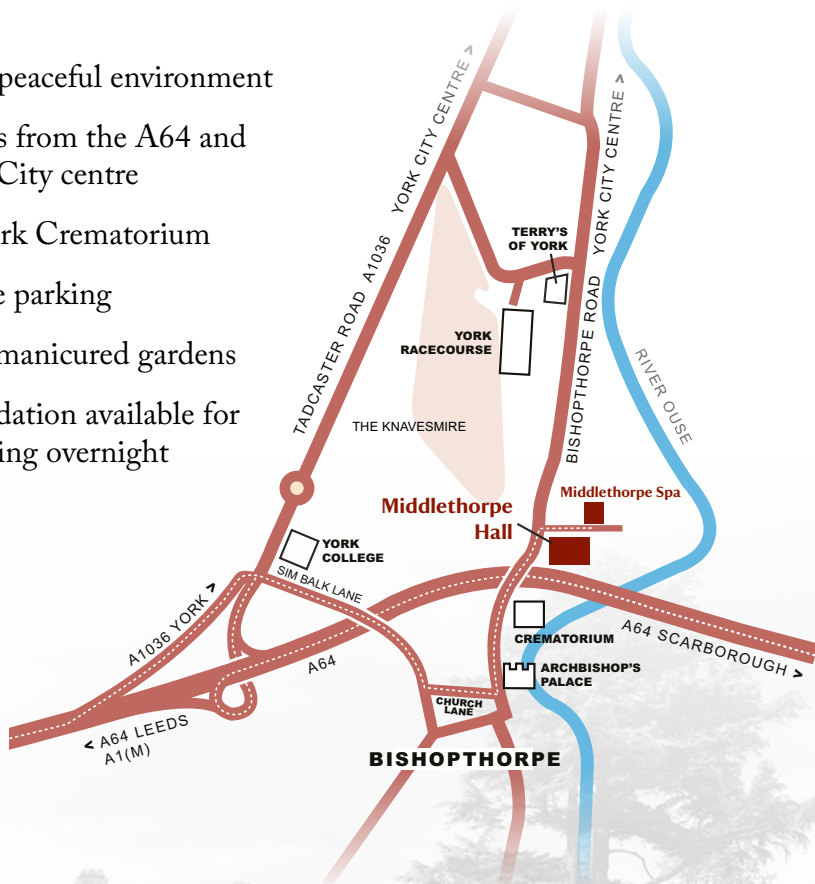 peaceful environment
s from the A64 and
City centre
rk Crematorium
e parking
manicured gardens
dation available for
ing overnight
YORK CITY CENTRE >
YORK CITY CENTRE >
TADCASTER ROAD A1036
TERRY'S
OF YORK
YORK
RACECOURSE
BISHOPTHORPE ROAD
RIVER OUSE
THE KNAVESMIRE
Middlethorpe Spa
Middlethorpe
Hall
YORK
COLLEGE
SIM BALK LANE
A1036 YORK >
A64
CREMATORIUM
A64 SCARBOROUGH >
ARCHBISHOP'S
PALACE
CHURCH
LANE
< A64 LEEDS
A1(M)
BISHOPTHORPE